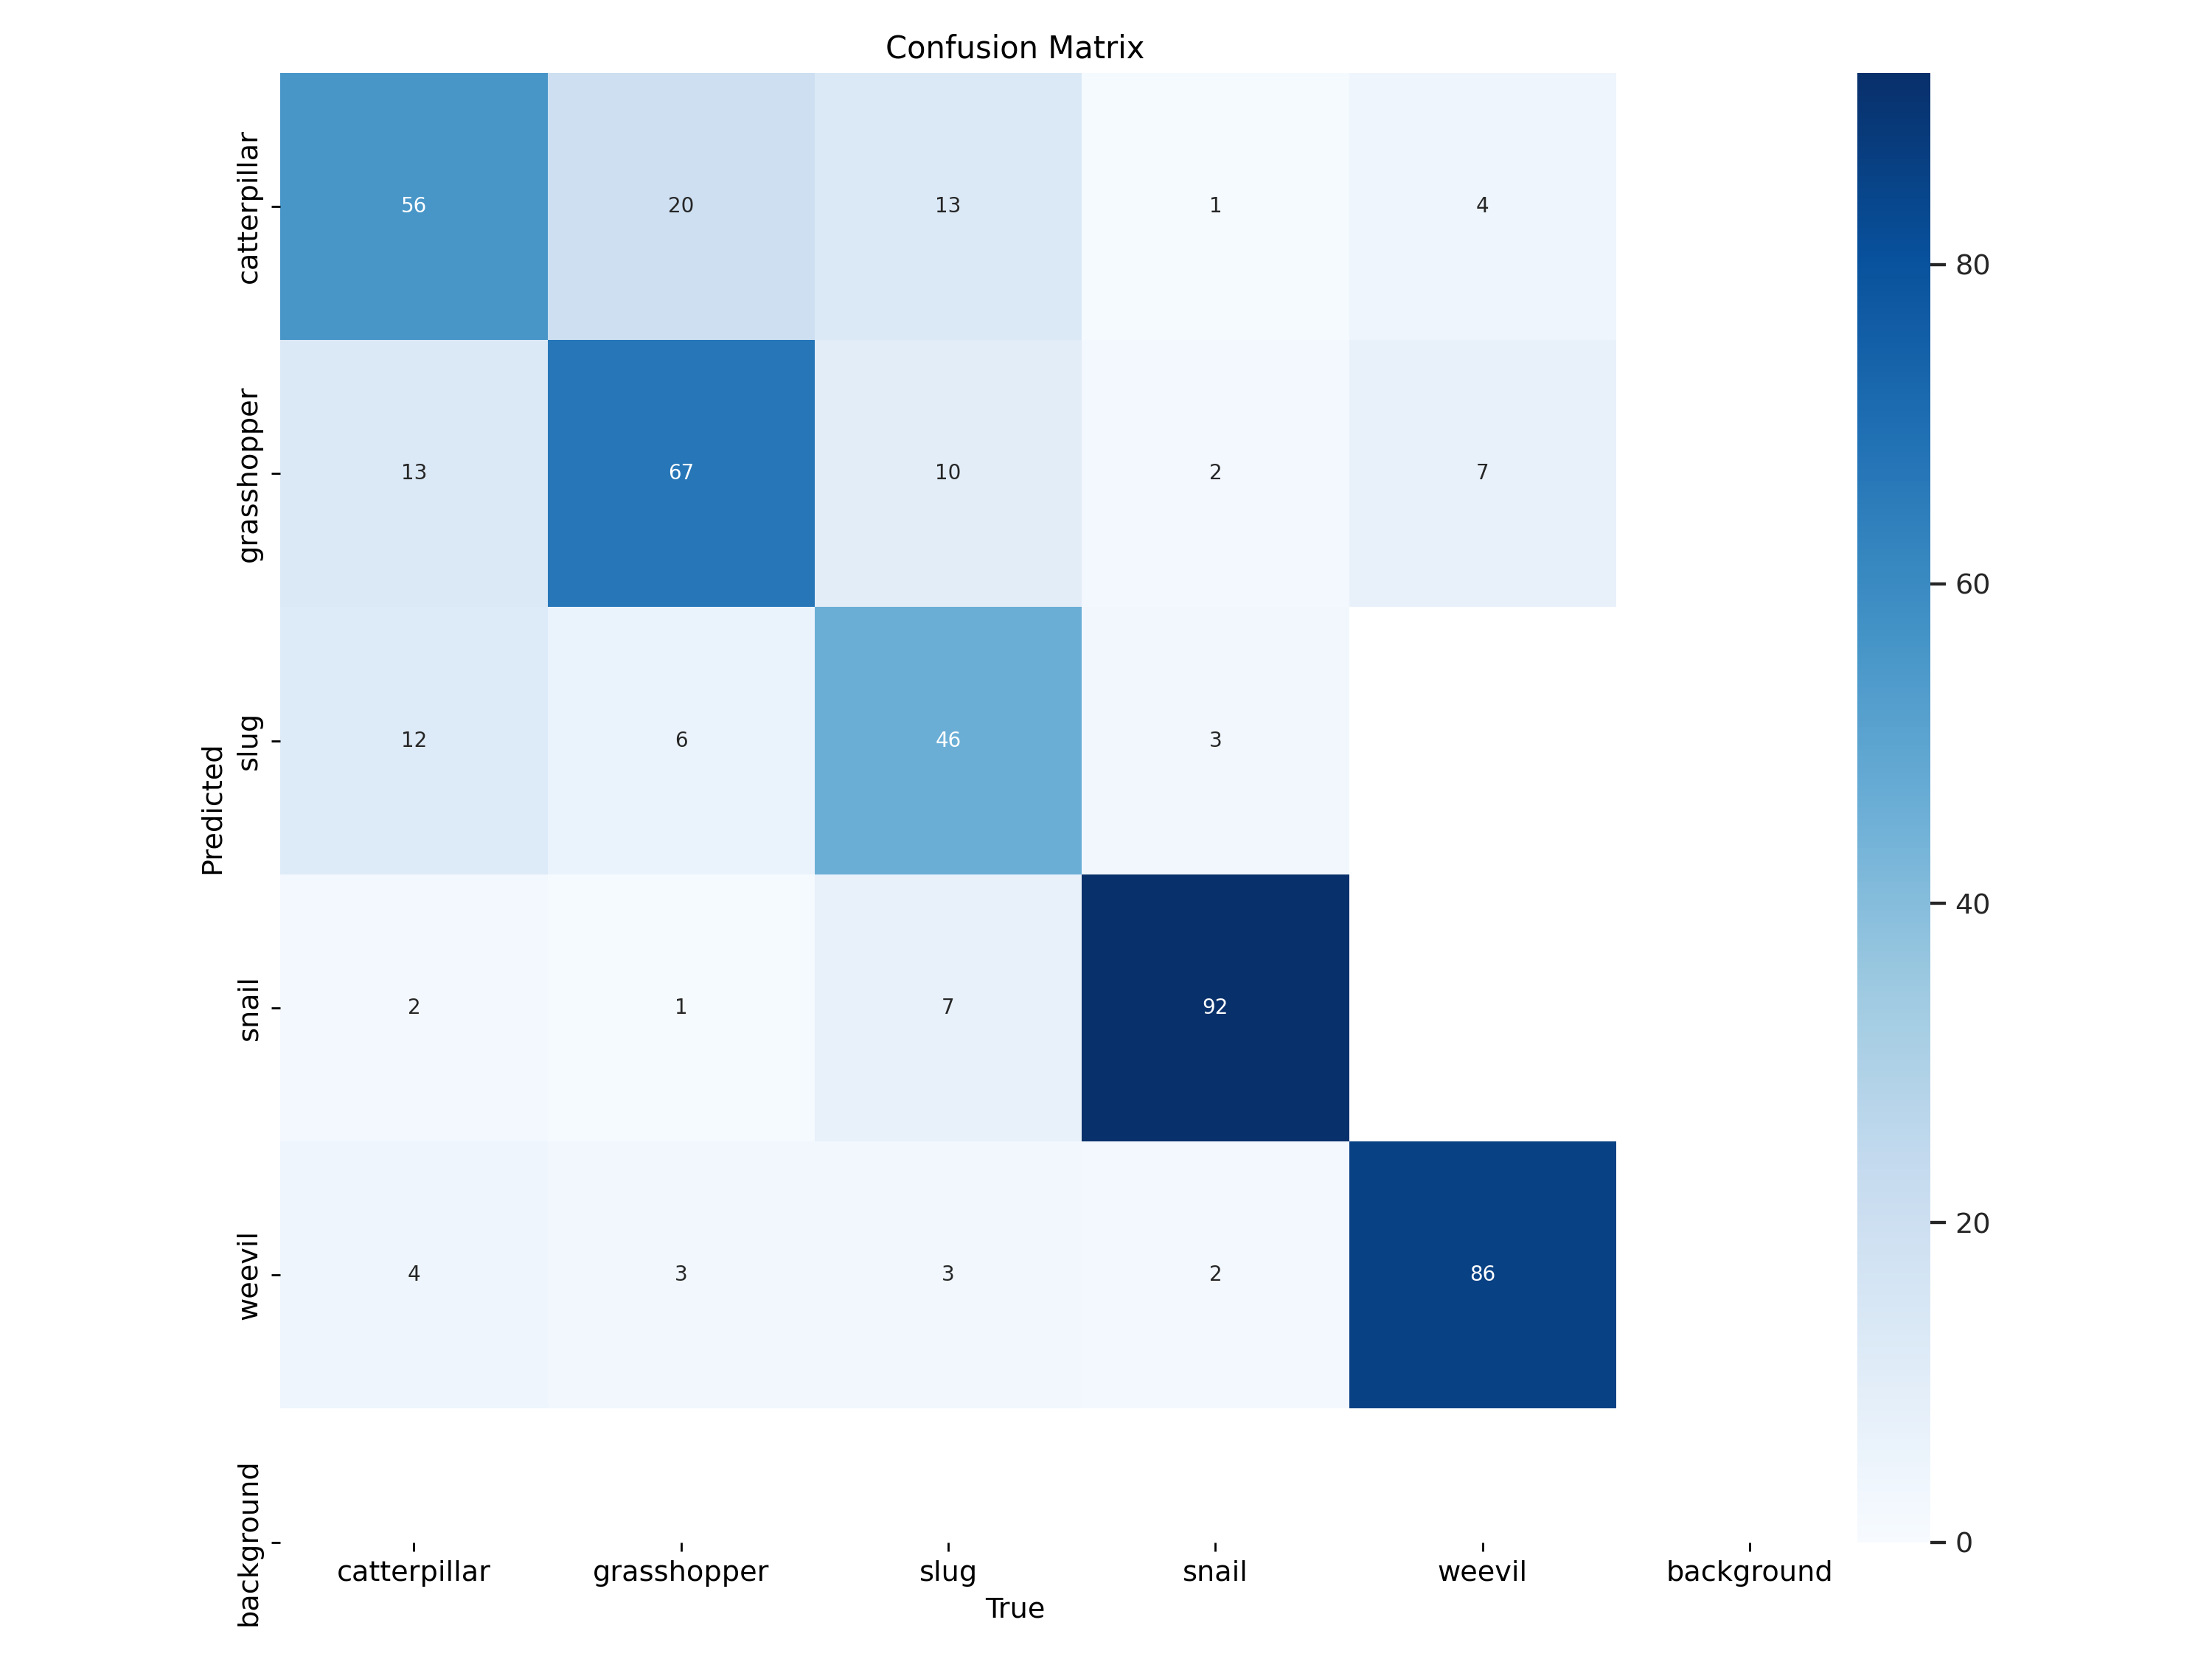 Confusion Matrix
catterpillar
56 20 13 1 4
grasshopper
13 67 10 2 7
slug
12 6 46 3
snail
2 1 7 92
weevil
4 3 3 2 86
background
Predicted
catterpillar grasshopper slug snail weevil background
True
80
60
40
20
0